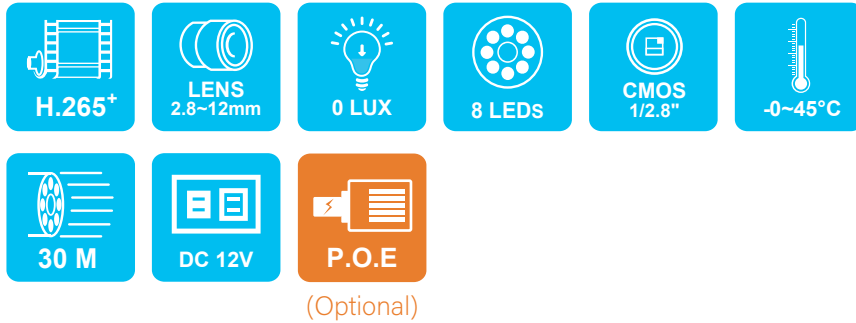 H.265⁺
LENS
2.8~12mm
0 LUX
8 LEDs
CMOS
1/2.8"
-0~45°C
30 M
DC 12V
P.O.E
(Optional)